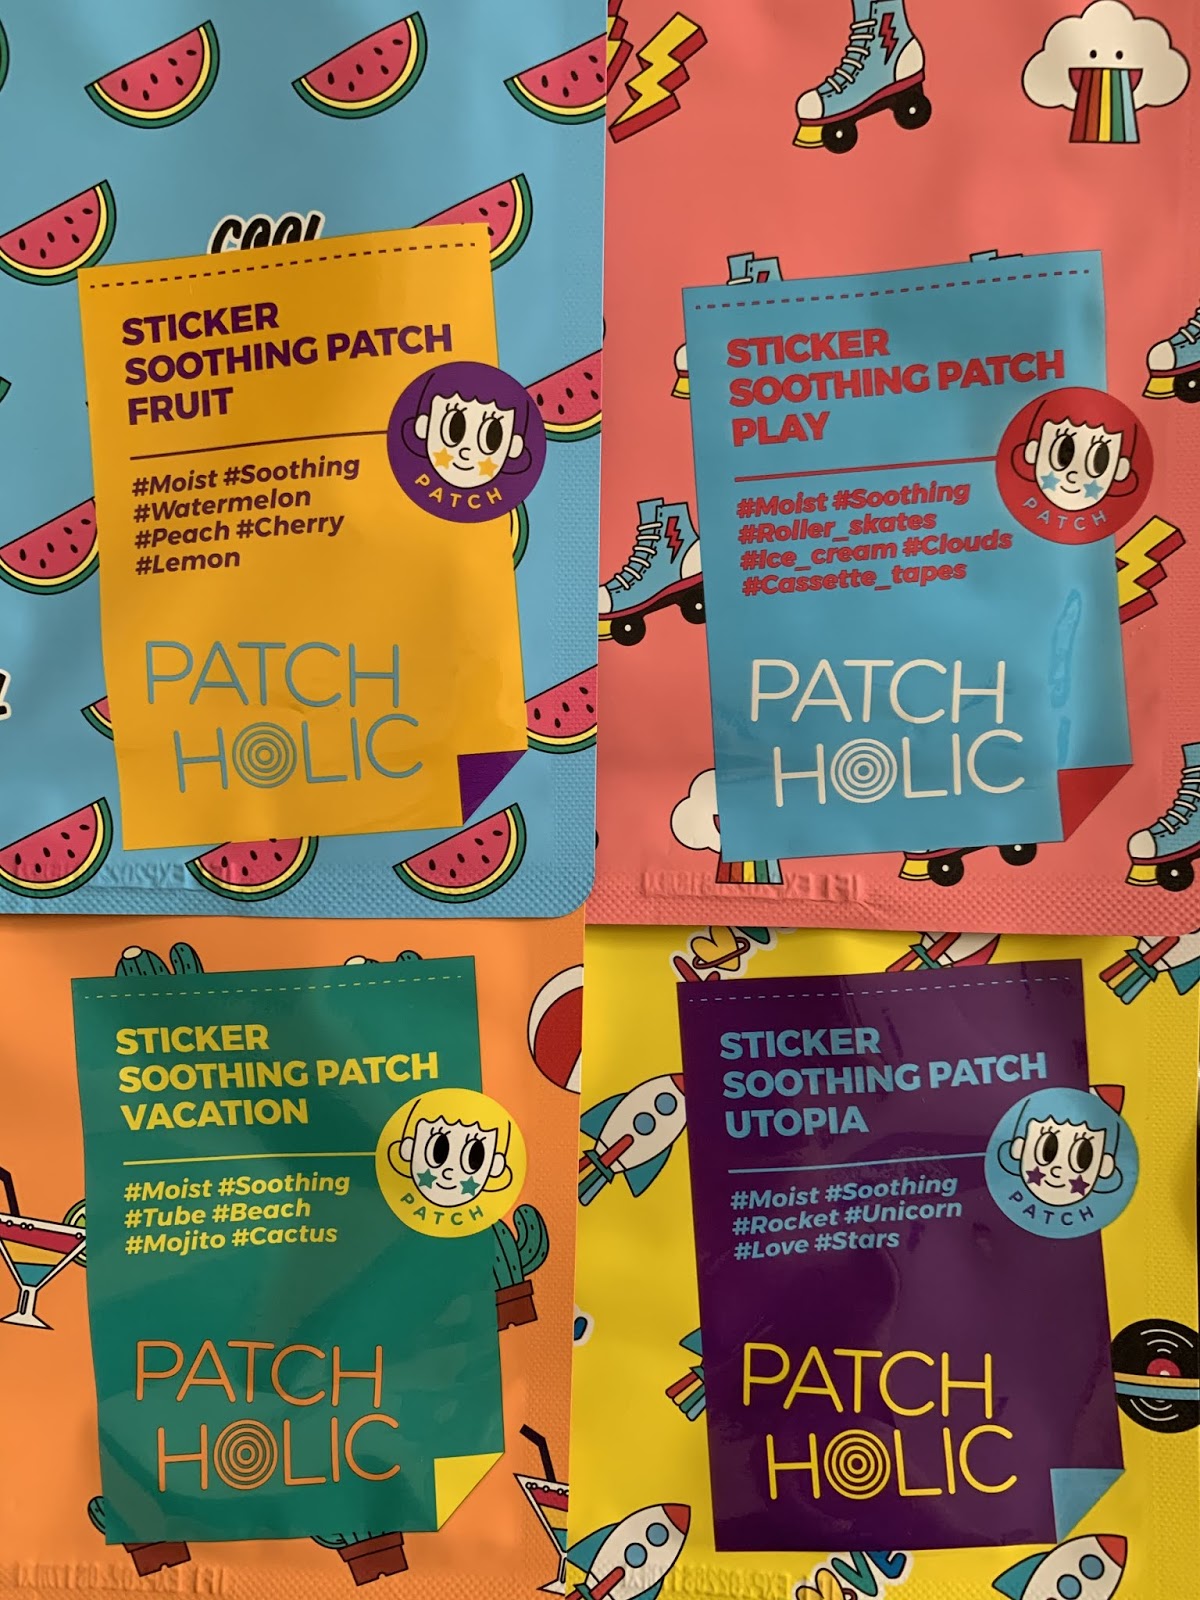 COOL
STICKER
SOOTHING PATCH
FRUIT
#Moist #Soothing
#Watermelon
#Peach #Cherry
#Lemon
PATCH
PATCH
HOLIC
STICKER
SOOTHING PATCH
PLAY
#Moist #Soothing
#Roller_skates
#Ice_cream #Clouds
#Cassette_tapes
PATCH
PATCH
HOLIC
STICKER
SOOTHING PATCH
VACATION
#Moist #Soothing
#Tube #Beach
#Mojito #Cactus
PATCH
PATCH
HOLIC
STICKER
SOOTHING PATCH
UTOPIA
#Moist #Soothing
#Rocket #Unicorn
#Love #Stars
PATCH
PATCH
HOLIC